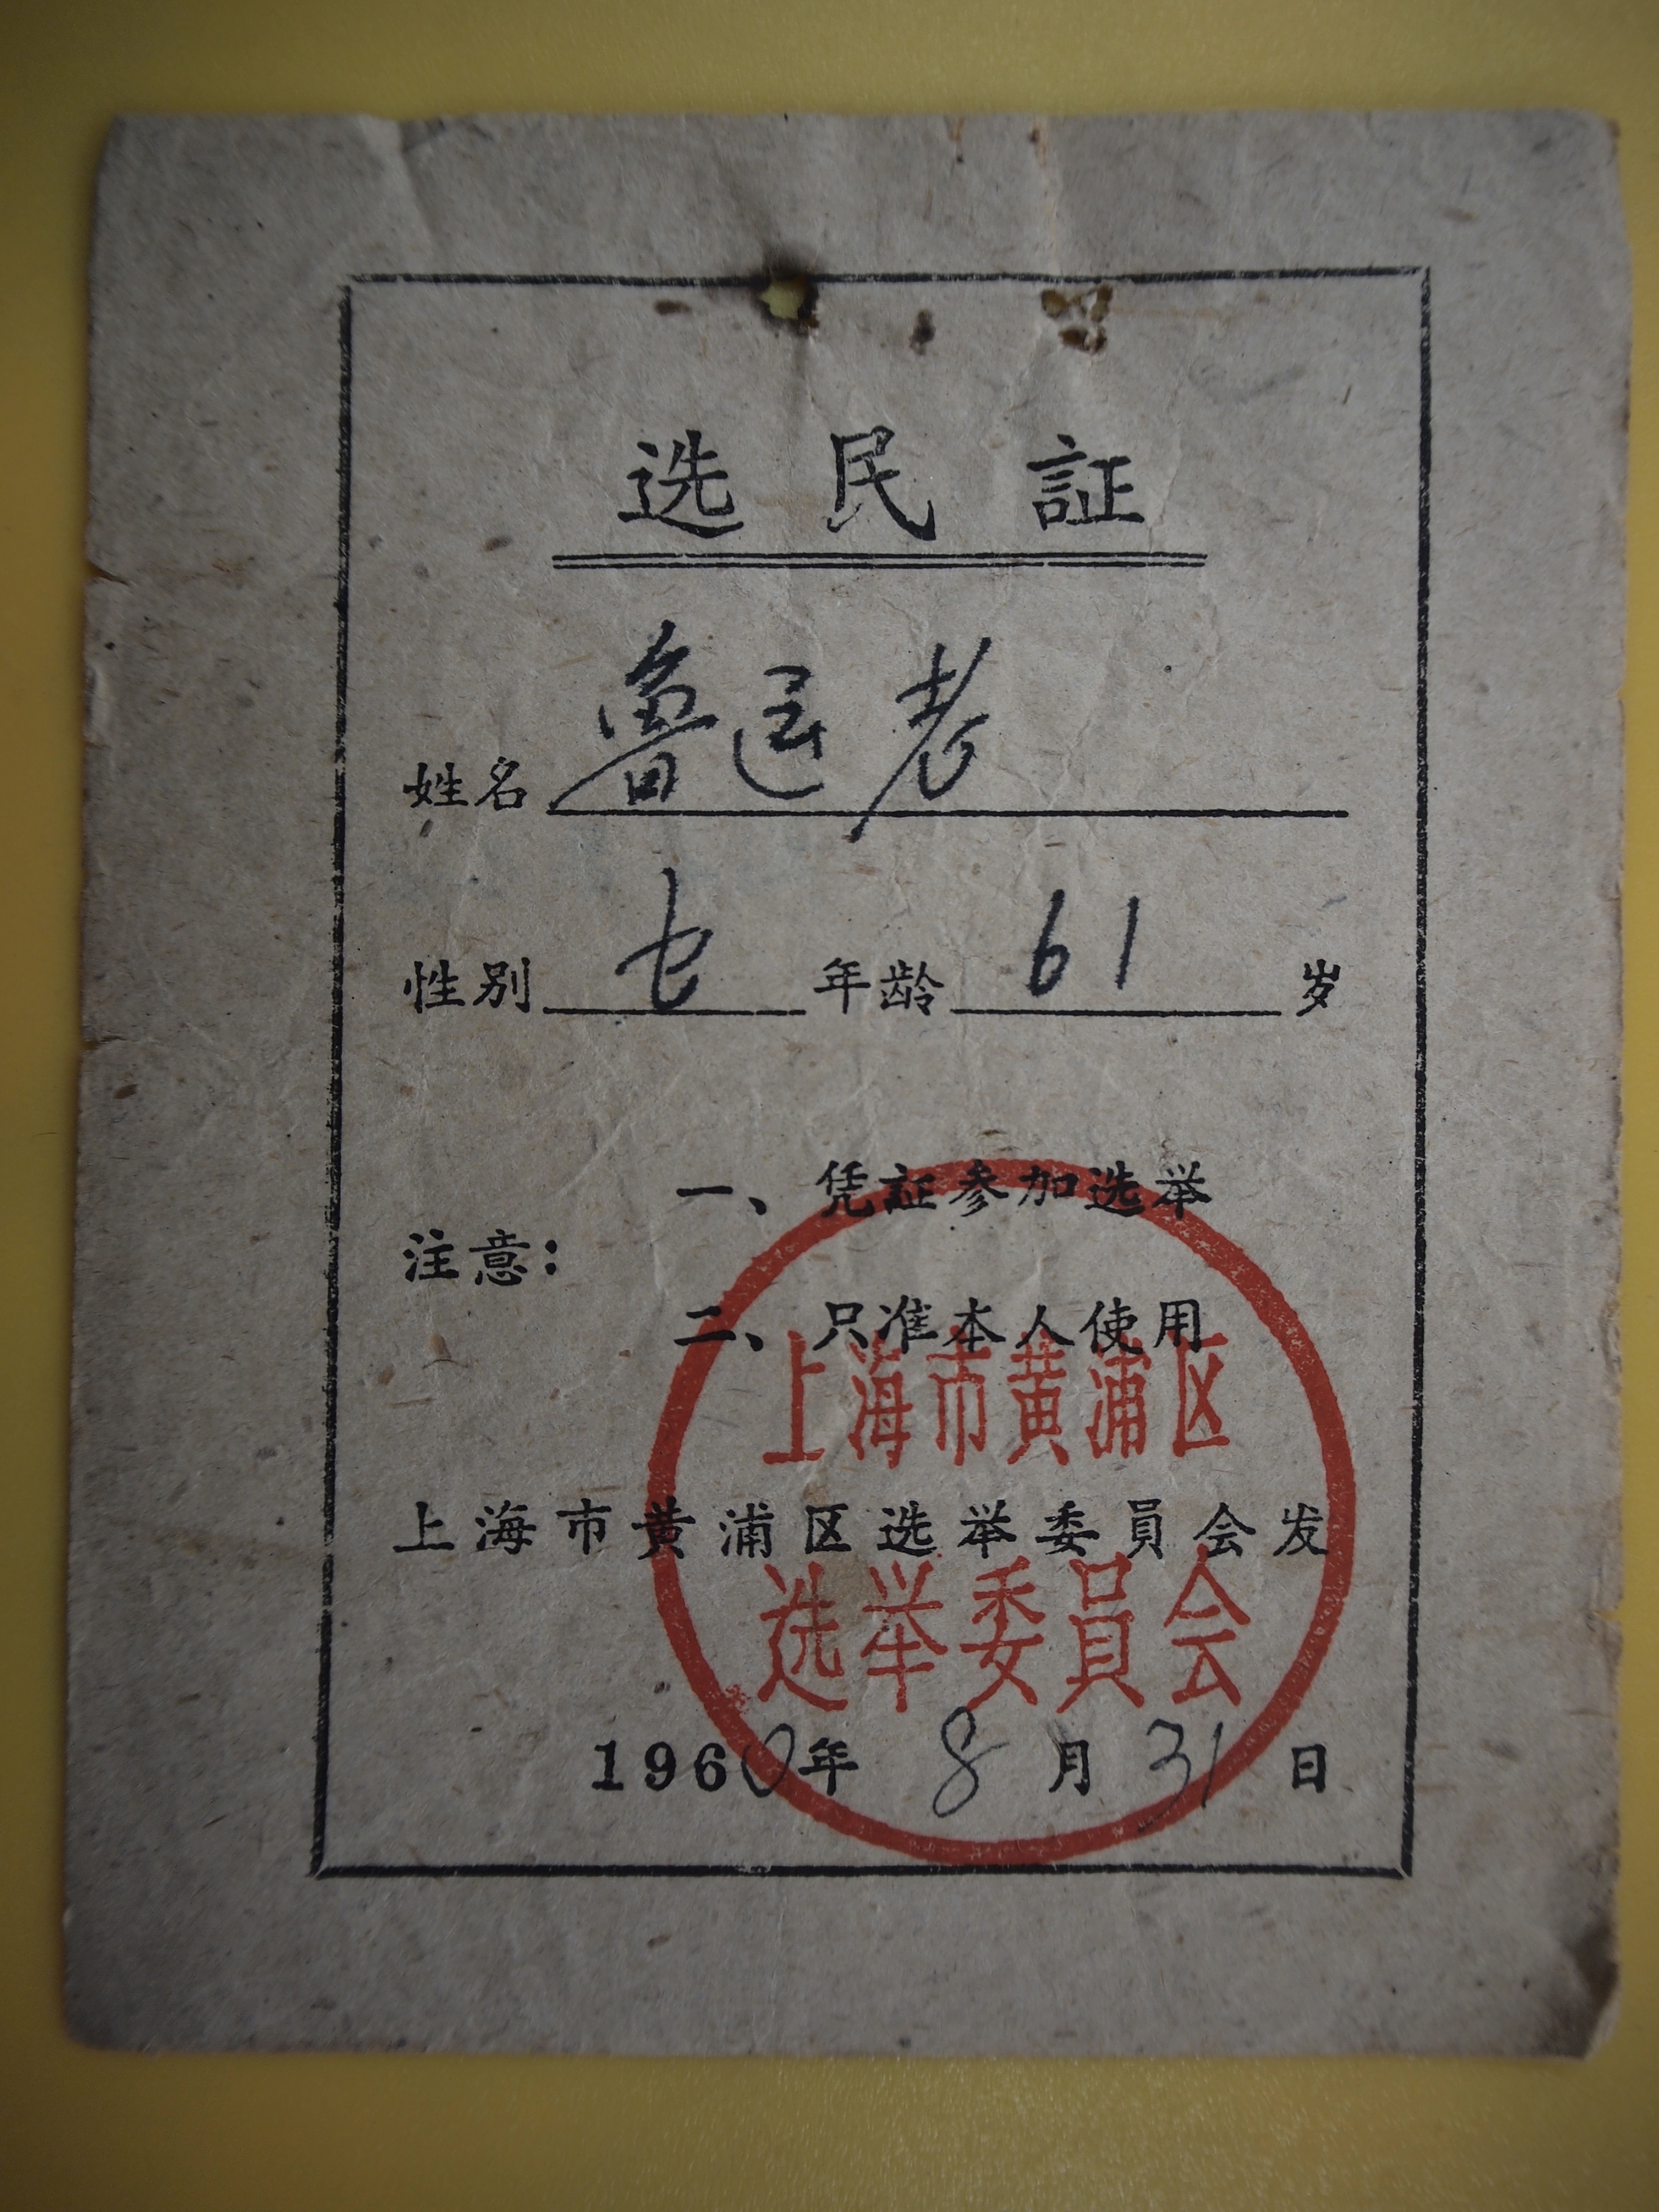 选民証
姓名 魯
性别 女 年龄 61 岁
一、凭証参加选举
注意：
二、只准本人使用
上海市黄浦区
上海市黄浦区选举委員会发
选举委員会
1960年 8 月 31 日